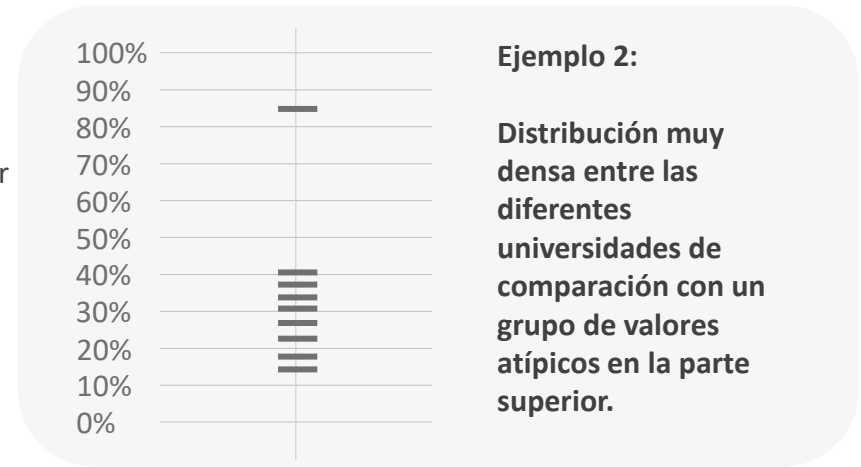 100%
90%
80%
70%
60%
50%
40%
30%
20%
10%
0%
r
Ejemplo 2:
Distribución muy
densa entre las
diferentes
universidades de
comparación con un
grupo de valores
atípicos en la parte
superior.